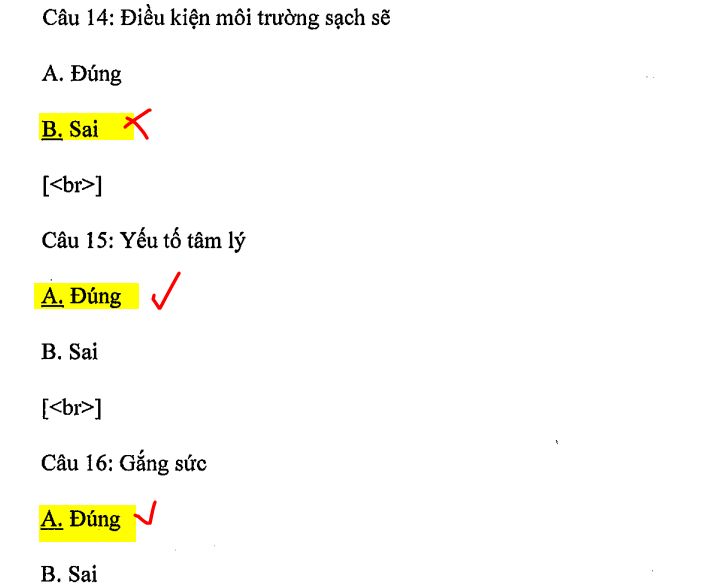 Câu 14: Điều kiện môi trường sạch sẽ
A. Đúng
B. Sai
[<br>]
Câu 15: Yếu tố tâm lý
A. Đúng
B. Sai
[<br>]
Câu 16: Gắng sức
A. Đúng
B. Sai